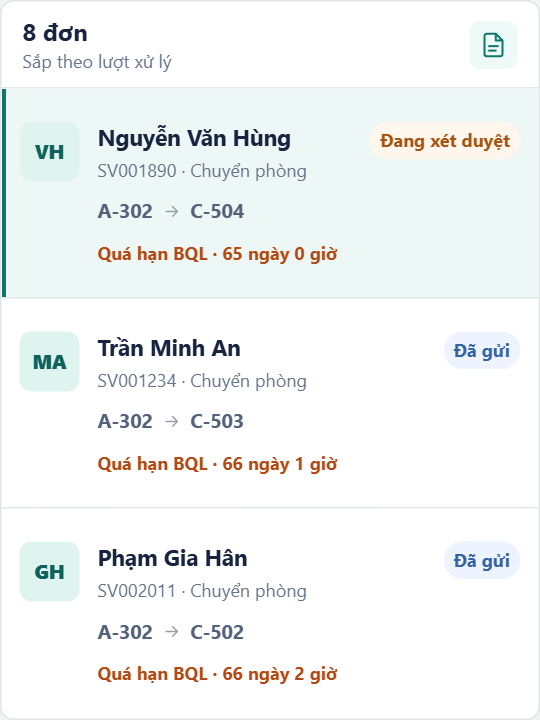 8 đơn
Sắp theo lượt xử lý
VH
Nguyễn Văn Hùng
Đang xét duyệt
SV001890 · Chuyển phòng
A-302 → C-504
Quá hạn BQL · 65 ngày 0 giờ
MA
Trần Minh An
Đã gửi
SV001234 · Chuyển phòng
A-302 → C-503
Quá hạn BQL · 66 ngày 1 giờ
GH
Phạm Gia Hân
Đã gửi
SV002011 · Chuyển phòng
A-302 → C-502
Quá hạn BQL · 66 ngày 2 giờ